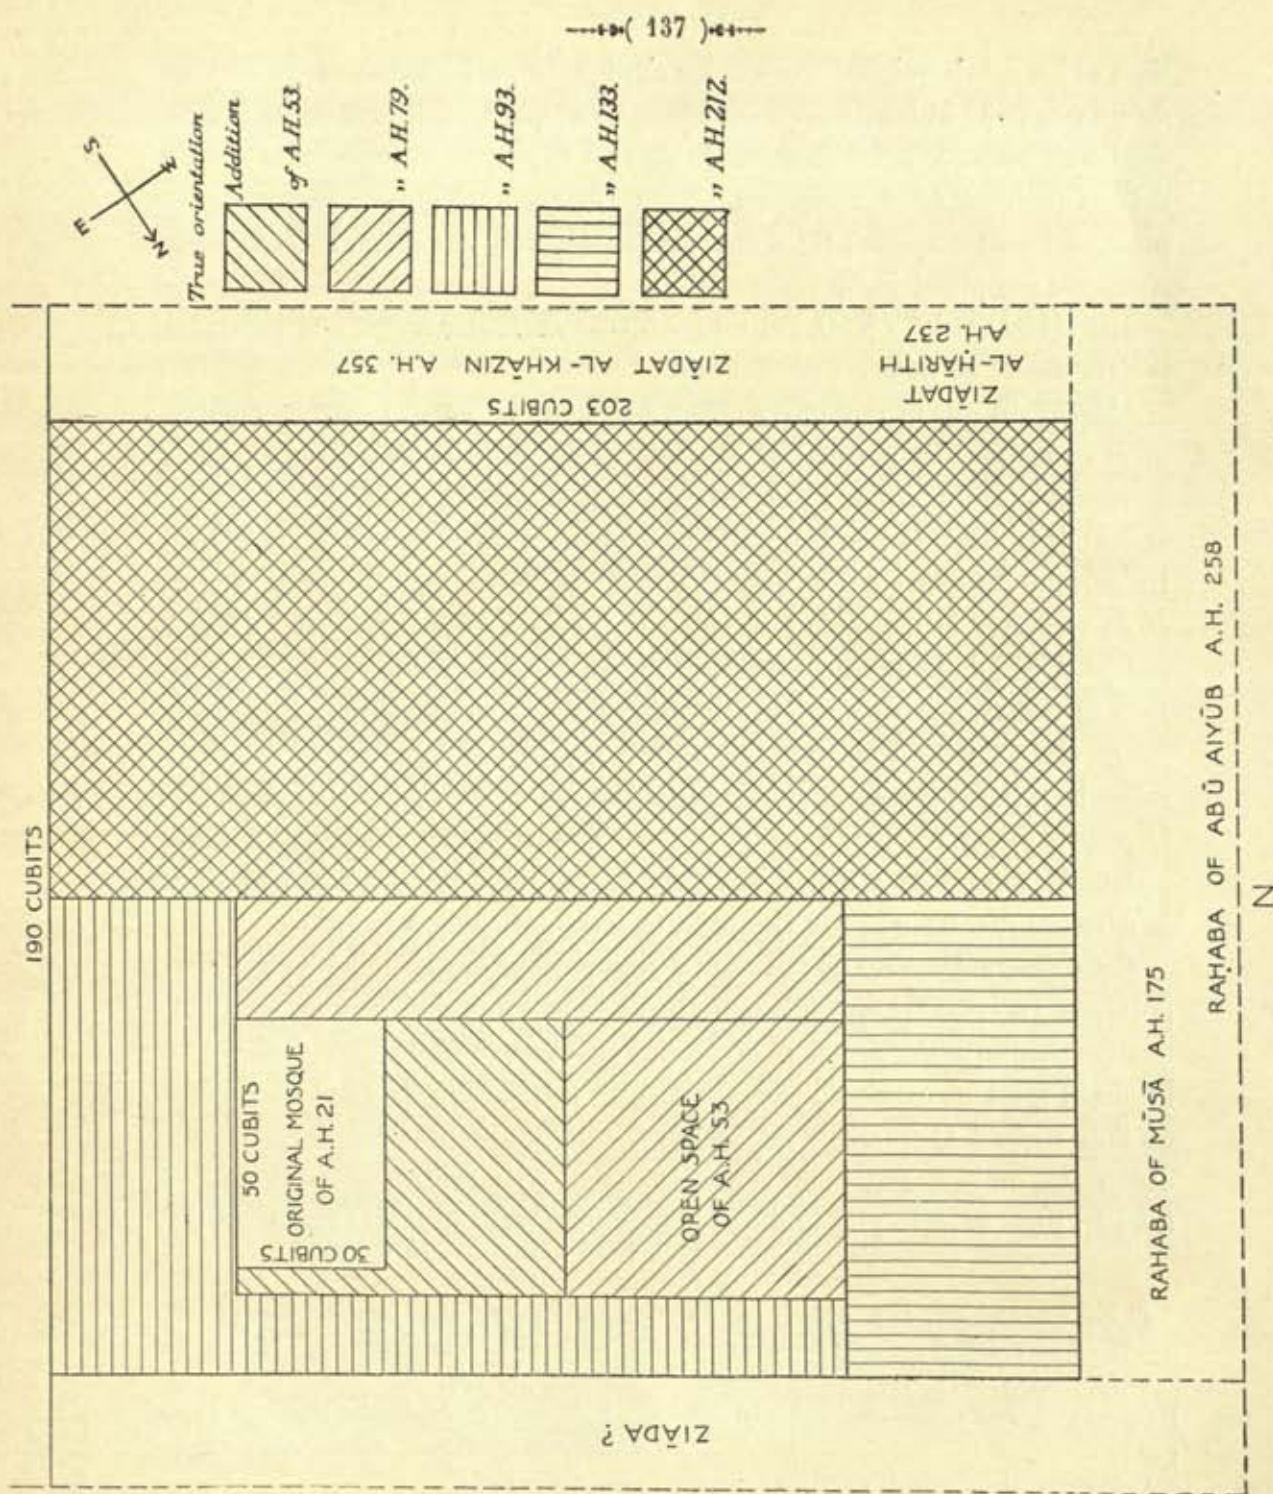 ( 137 )
True orientation
N
E
S
W
Addition
of A.H.53.
" A.H.79.
" A.H.93.
" A.H.133.
" A.H.212.
190 CUBITS
203 CUBITS
ZIĀDAT AL-KHĀZIN A.H. 357
ZIĀDAT
AL-ḤĀRITH
A.H. 237
50 CUBITS
30 CUBITS
ORIGINAL MOSQUE
OF A.H. 21
OPEN SPACE
OF A.H. 53
RAHABA OF MŪSĀ A.H. 175
RAḤABA OF ABŪ AIYŪB A.H. 258
ZIĀDA ?
N